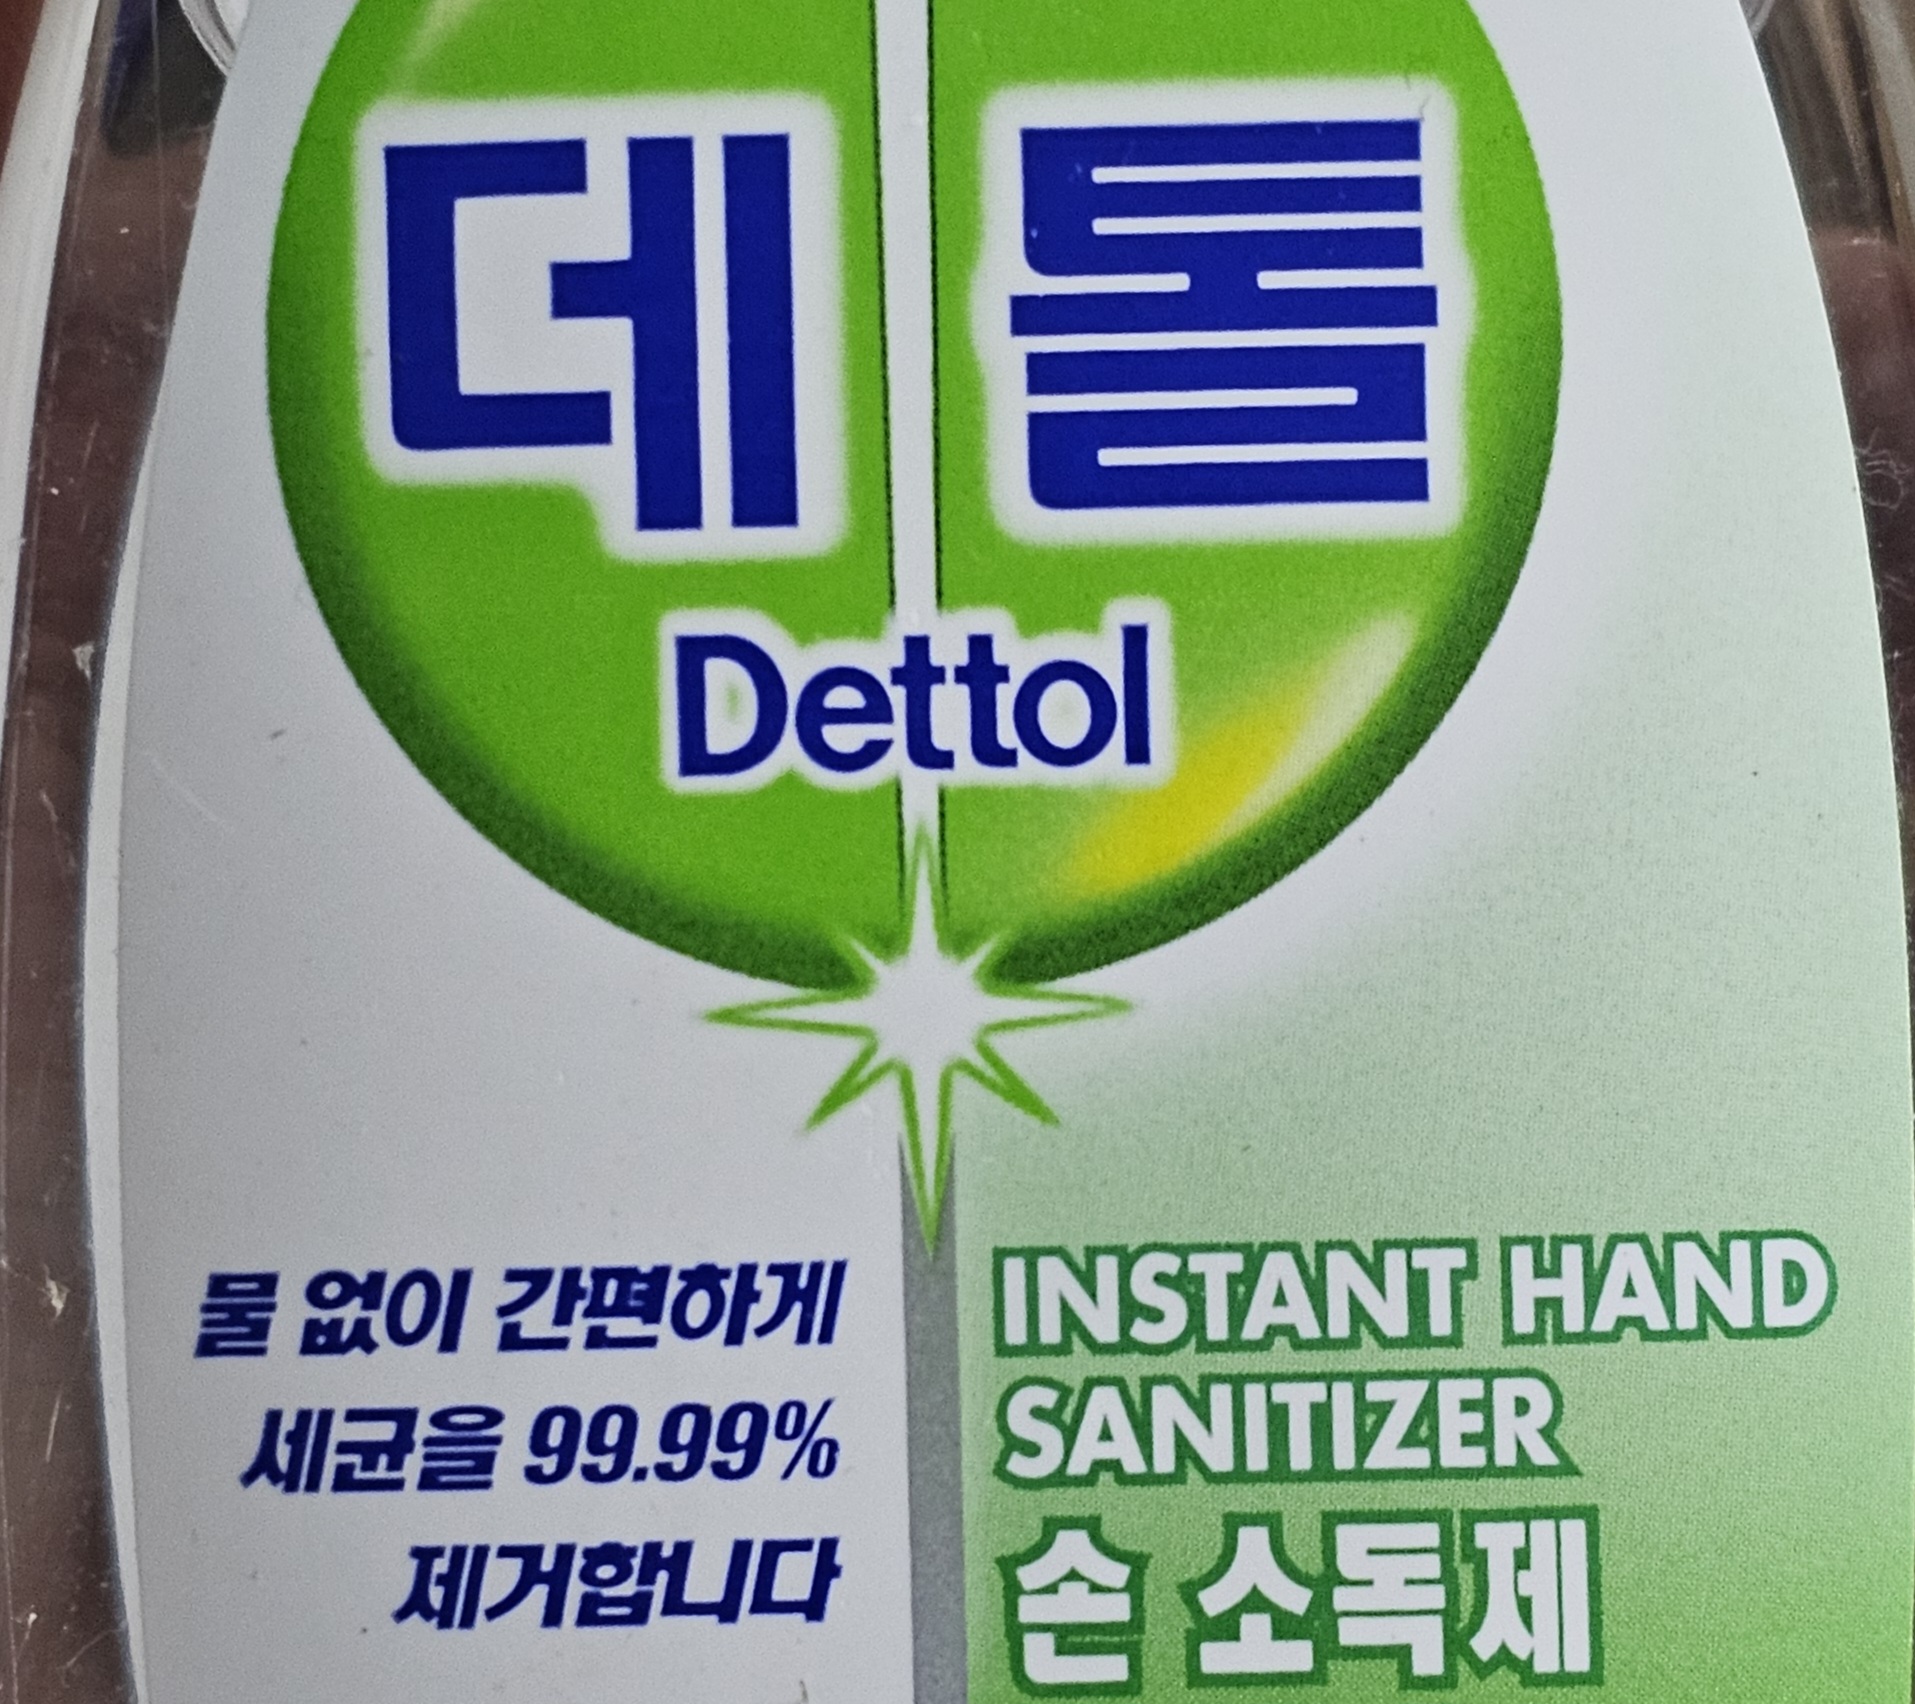 데톨
Dettol
물 없이 간편하게
세균을 99.99%
제거합니다
INSTANT HAND
SANITIZER
손 소독제